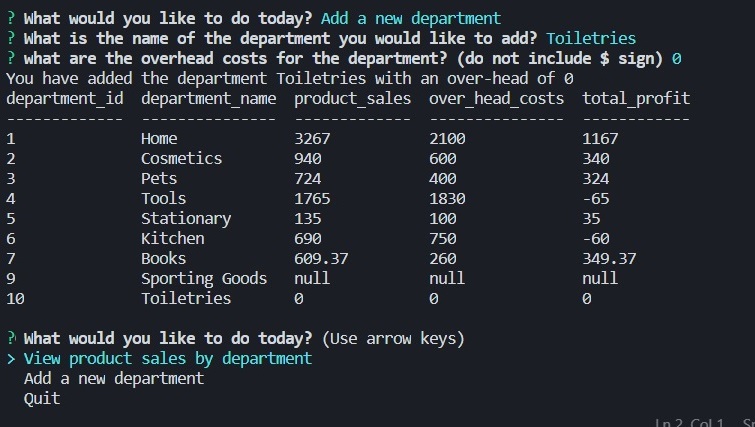 ? What would you like to do today? Add a new department
? What is the name of the department you would like to add? Toiletries
? what are the overhead costs for the department? (do not include $ sign) 0
You have added the department Toiletries with an over-head of 0
department_id  department_name  product_sales  over_head_costs  total_profit
-------------  ---------------  -------------  ---------------  ------------
1              Home             3267           2100             1167
2              Cosmetics        940            600              340
3              Pets             724            400              324
4              Tools            1765           1830             -65
5              Stationary       135            100              35
6              Kitchen          690            750              -60
7              Books            609.37         260              349.37
9              Sporting Goods   null           null             null
10             Toiletries       0              0                0
? What would you like to do today? (Use arrow keys)
> View product sales by department
  Add a new department
  Quit
Ln 2, Col 1